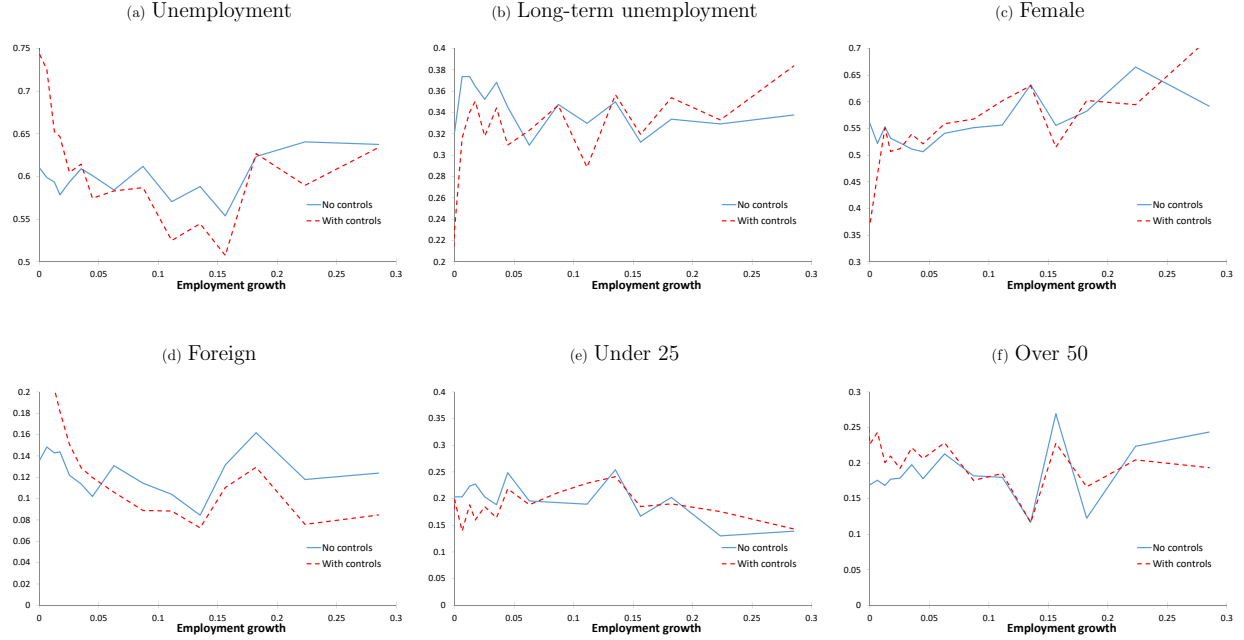 (a) Unemployment
0.75
0.7
0.65
0.6
0.55
0.5
0 0.05 0.1 0.15 0.2 0.25 0.3
Employment growth
No controls
With controls
(b) Long-term unemployment
0.4
0.38
0.36
0.34
0.32
0.3
0.28
0.26
0.24
0.22
0.2
0 0.05 0.1 0.15 0.2 0.25 0.3
Employment growth
No controls
With controls
(c) Female
0.7
0.65
0.6
0.55
0.5
0.45
0.4
0.35
0.3
0 0.05 0.1 0.15 0.2 0.25 0.3
Employment growth
No controls
With controls
(d) Foreign
0.2
0.18
0.16
0.14
0.12
0.1
0.08
0.06
0.04
0.02
0
0 0.05 0.1 0.15 0.2 0.25 0.3
Employment growth
No controls
With controls
(e) Under 25
0.4
0.35
0.3
0.25
0.2
0.15
0.1
0.05
0
0 0.05 0.1 0.15 0.2 0.25 0.3
Employment growth
No controls
With controls
(f) Over 50
0.3
0.25
0.2
0.15
0.1
0.05
0
0 0.05 0.1 0.15 0.2 0.25 0.3
Employment growth
No controls
With controls